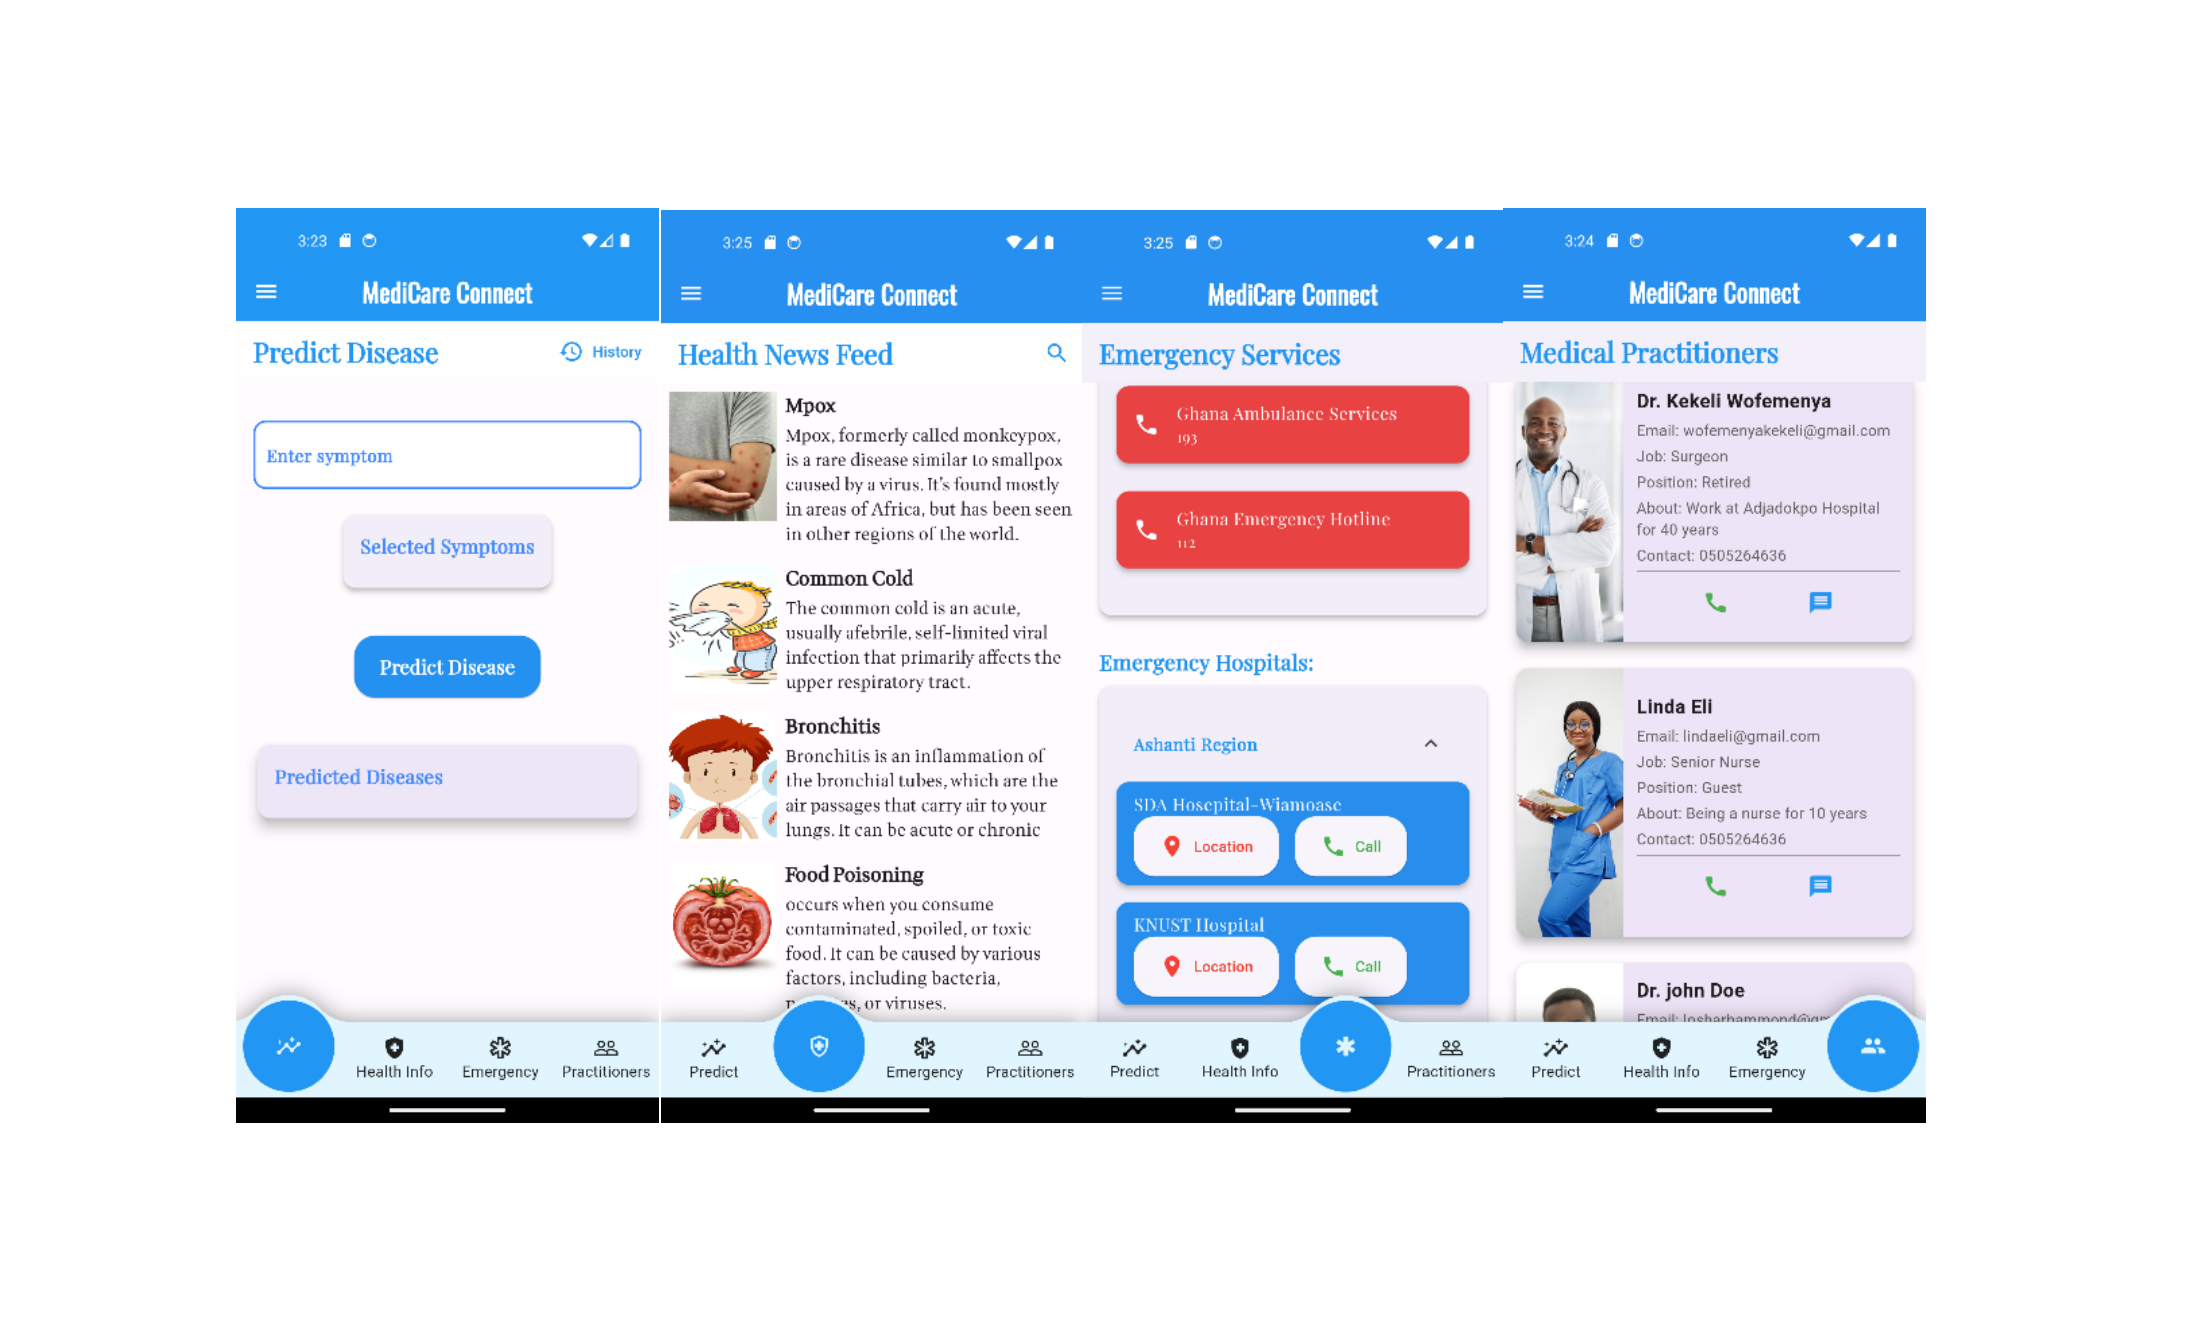 3:23
MediCare Connect
Predict Disease
History
Enter symptom
Selected Symptoms
Predict Disease
Predicted Diseases
Health Info
Emergency
Practitioners
3:25
MediCare Connect
Health News Feed
Mpox
Mpox, formerly called monkeypox,
is a rare disease similar to smallpox
caused by a virus. It's found mostly
in areas of Africa, but has been seen
in other regions of the world.
Common Cold
The common cold is an acute,
usually afebrile, self-limited viral
infection that primarily affects the
upper respiratory tract.
Bronchitis
Bronchitis is an inflammation of
the bronchial tubes, which are the
air passages that carry air to your
lungs. It can be acute or chronic
Food Poisoning
occurs when you consume
contaminated, spoiled, or toxic
food. It can be caused by various
factors, including bacteria,
or viruses.
Predict
Emergency
Practitioners
3:25
MediCare Connect
Emergency Services
Ghana Ambulance Services
193
Ghana Emergency Hotline
112
Emergency Hospitals:
Ashanti Region
SDA Hoscpital-Wiamoase
Location
Call
KNUST Hospital
Location
Call
Predict
Health Info
Practitioners
3:24
MediCare Connect
Medical Practitioners
Dr. Kekeli Wofemenya
Email: wofemenyakekeli@gmail.com
Job: Surgeon
Position: Retired
About: Work at Adjadokpo Hospital
for 40 years
Contact: 0505264636
Linda Eli
Email: lindaeli@gmail.com
Job: Senior Nurse
Position: Guest
About: Being a nurse for 10 years
Contact: 0505264636
Dr. john Doe
Email:
Predict
Health Info
Emergency